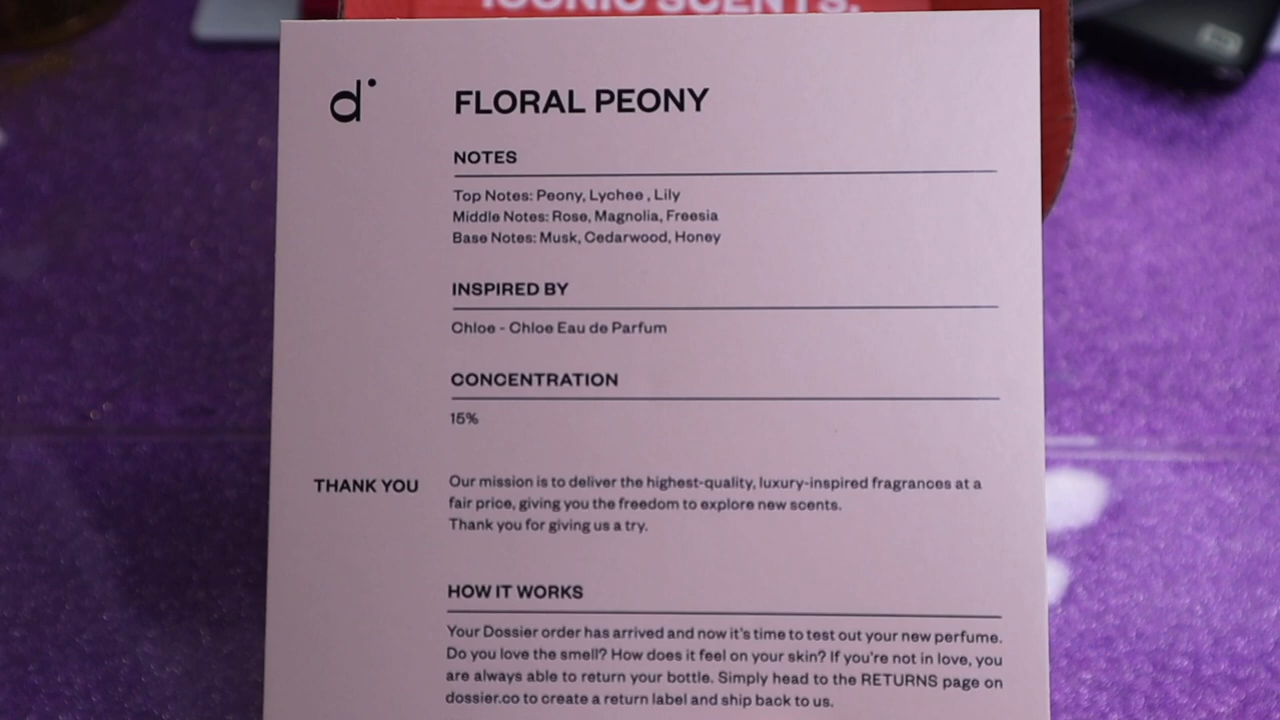 ICONIC SCENTS.
d
FLORAL PEONY
NOTES
Top Notes: Peony, Lychee , Lily
Middle Notes: Rose, Magnolia, Freesia
Base Notes: Musk, Cedarwood, Honey
INSPIRED BY
Chloe - Chloe Eau de Parfum
CONCENTRATION
15%
THANK YOU
Our mission is to deliver the highest-quality, luxury-inspired fragrances at a
fair price, giving you the freedom to explore new scents.
Thank you for giving us a try.
HOW IT WORKS
Your Dossier order has arrived and now it's time to test out your new perfume.
Do you love the smell? How does it feel on your skin? If you're not in love, you
are always able to return your bottle. Simply head to the RETURNS page on
dossier.co to create a return label and ship back to us.